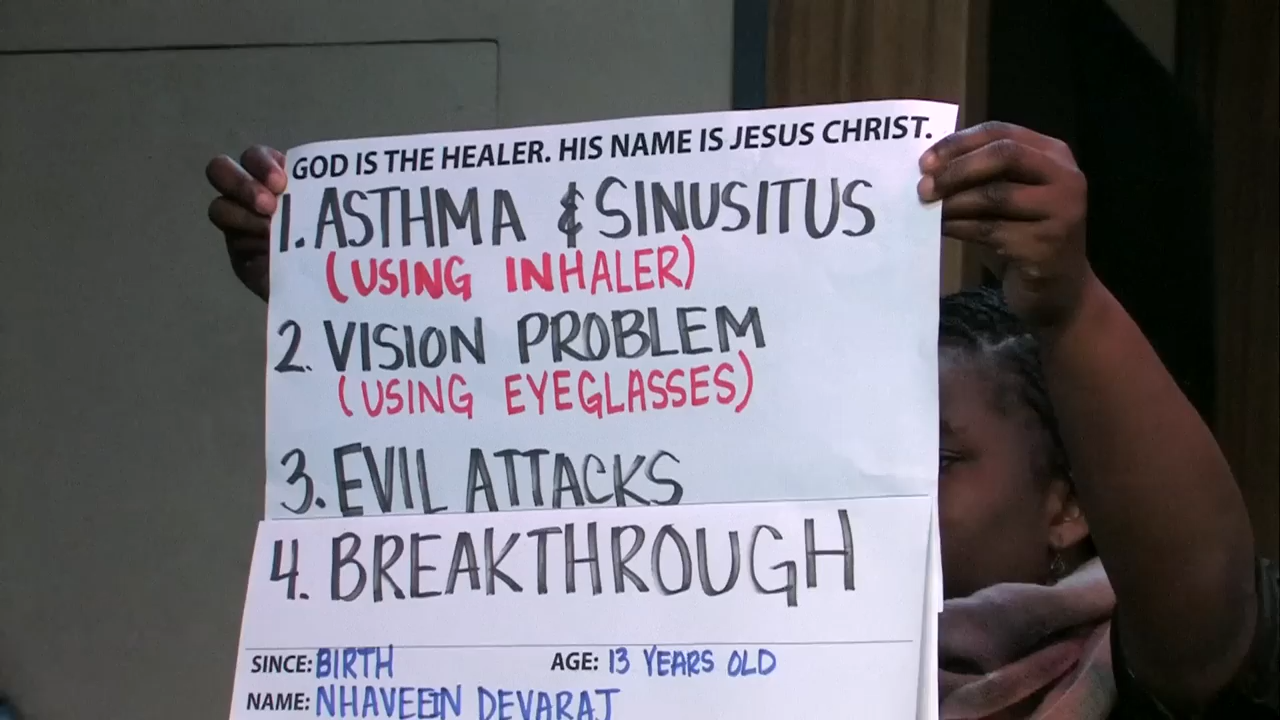 GOD IS THE HEALER. HIS NAME IS JESUS CHRIST.
1. ASTHMA & SINUSITUS
(USING INHALER)
2. VISION PROBLEM
(USING EYEGLASSES)
3. EVIL ATTACKS
4. BREAKTHROUGH
SINCE: BIRTH AGE: 13 YEARS OLD
NAME: NHAVEEIN DEVARAJ